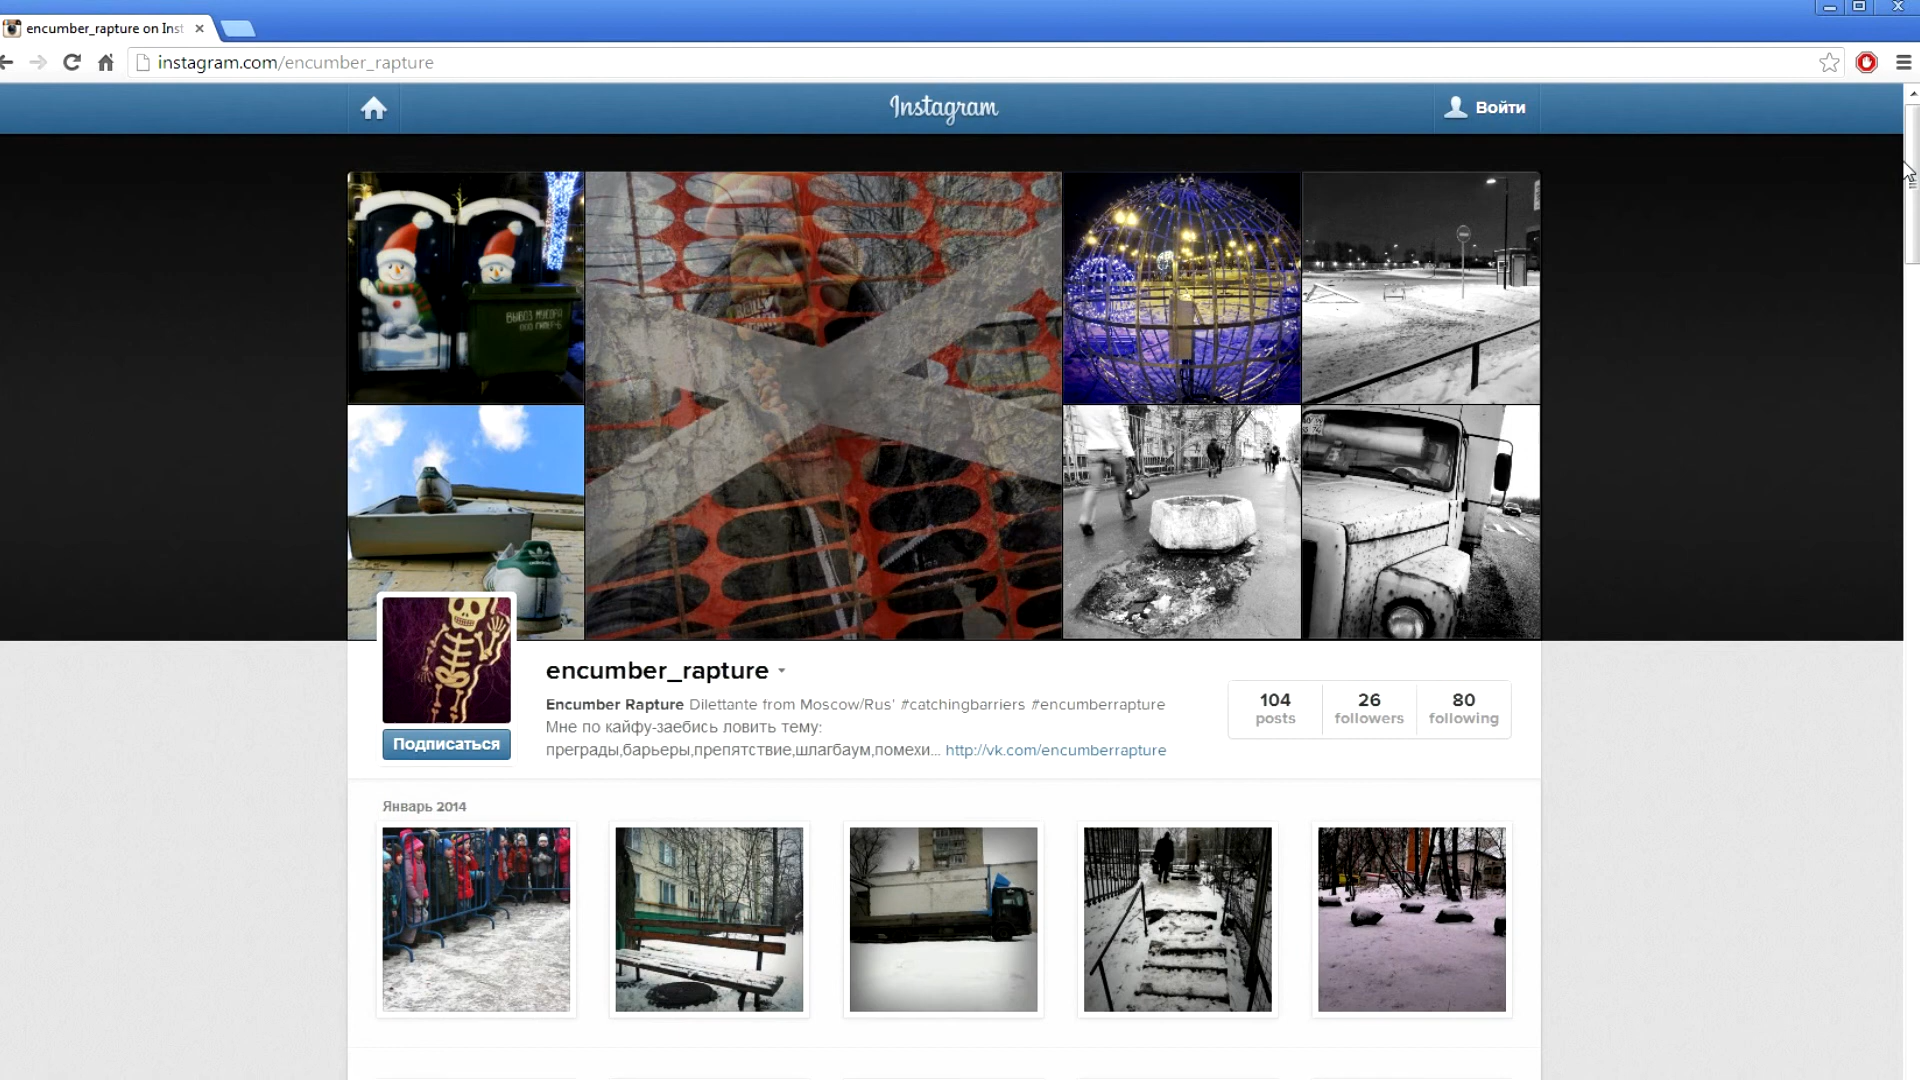 encumber_rapture on Inst
instagram.com/encumber_rapture
Instagram
Войти
ВЫВОЗ МУСОРА
encumber_rapture
Encumber Rapture Dilettante from Moscow/Rus' #catchingbarriers #encumberrapture
Мне по кайфу-заебись ловить тему:
преграды,барьеры,препятствие,шлагбаум,помехи... http://vk.com/encumberrapture
104 posts
26 followers
80 following
Подписаться
Январь 2014